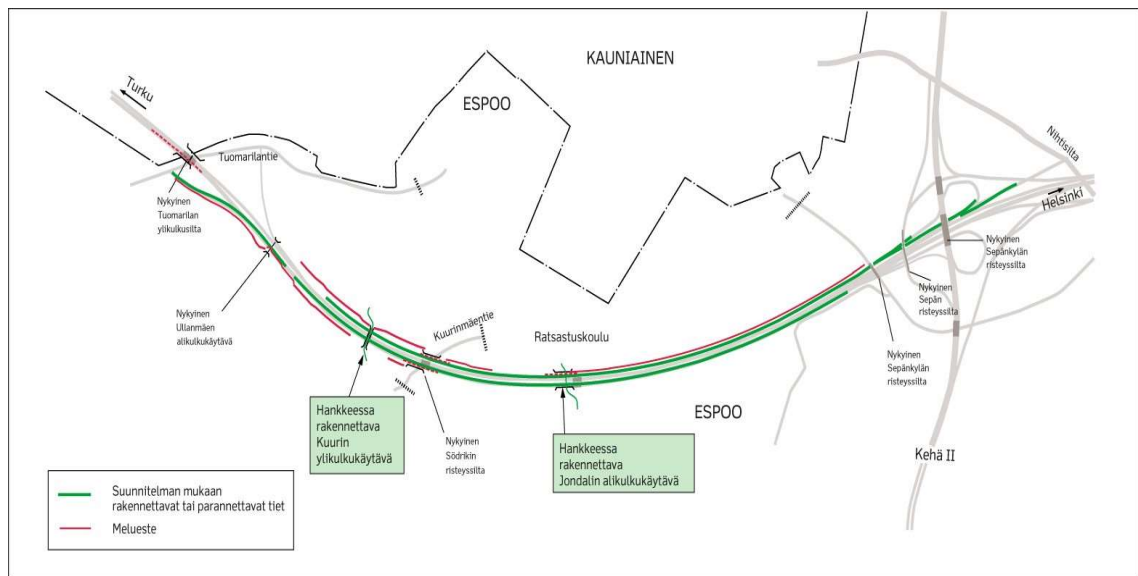 KAUNIAINEN
ESPOO
Turku
Tuomarilantie
Nihtisilta
Helsinki
Nykyinen
Tuomarilan
ylikulkusilta
Nykyinen
Sepänkylän
risteyssilta
Nykyinen
Sepän
risteyssilta
Nykyinen
Sepänkylän
risteyssilta
Nykyinen
Ullanmäen
alikulkukäytävä
Kuurinmäentie
Ratsastuskoulu
Hankkeessa
rakennettava
Kuurin
ylikulkukäytävä
Nykyinen
Södrikin
risteyssilta
Hankkeessa
rakennettava
Jondalin alikulkukäytävä
ESPOO
Kehä II
Suunnitelman mukaan
rakennettavat tai parannettavat tiet
Melueste